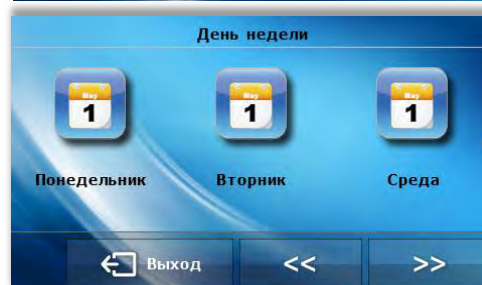 День недели
May May May
1 1 1
Понедельник Вторник Среда
Выход << >>